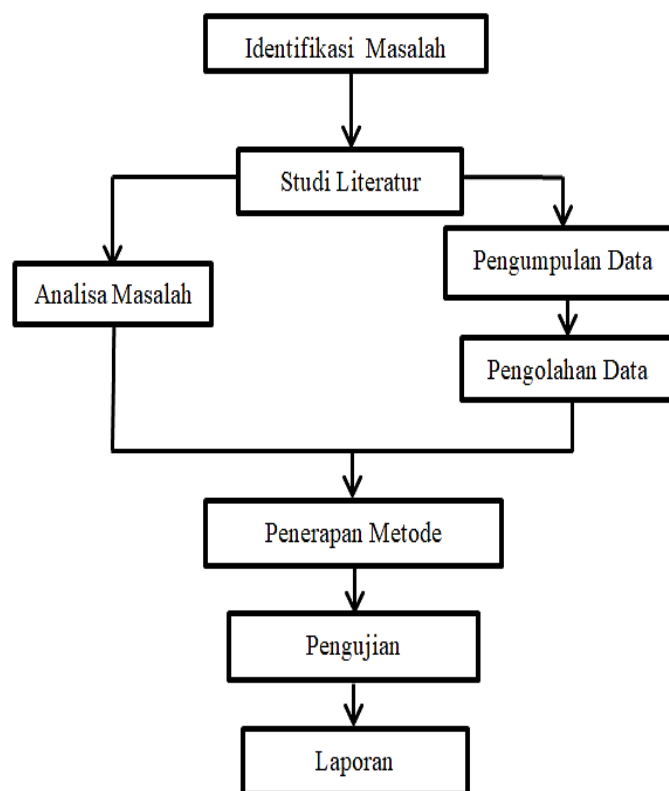 Identifikasi Masalah
Studi Literatur
Pengumpulan Data
Analisa Masalah
Pengolahan Data
Penerapan Metode
Pengujian
Laporan